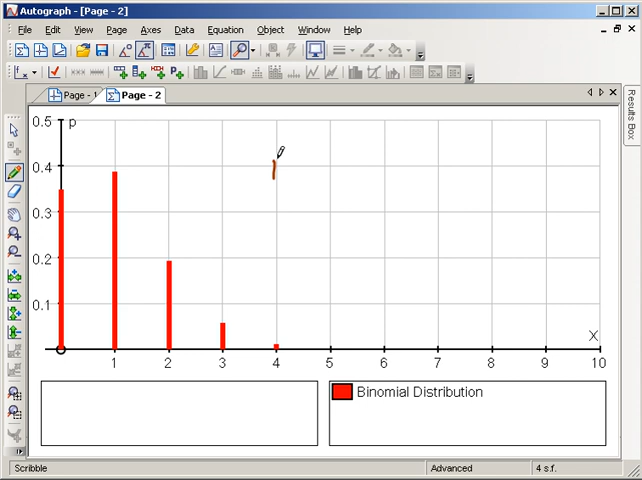 Autograph - [Page - 2]
File Edit View Page Axes Data Equation Object Window Help
Page - 1 Page - 2
Results Box
0.5 p
0.4
0.3
0.2
0.1
X
1 2 3 4 5 6 7 8 9 10
Binomial Distribution
Scribble Advanced 4 s.f.